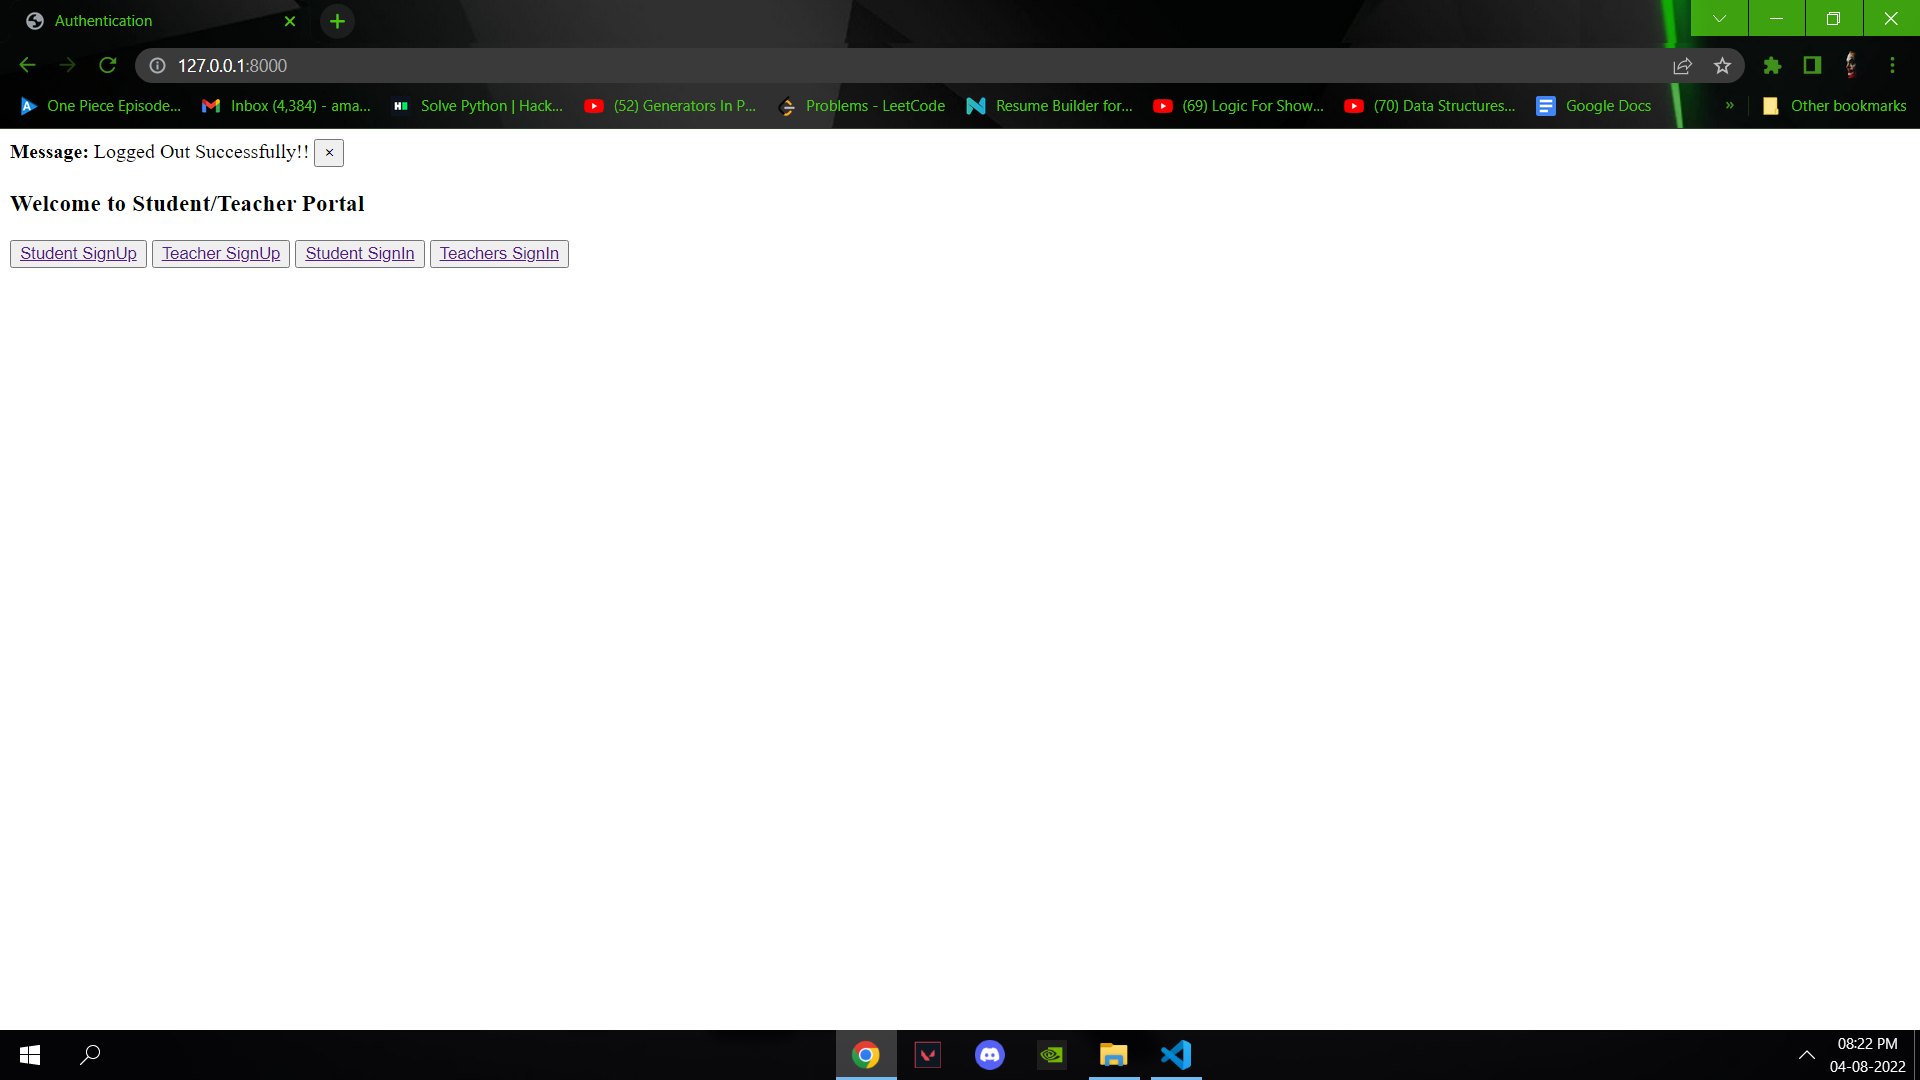 Authentication
127.0.0.1:8000
One Piece Episode... Inbox (4,384) - ama... Solve Python | Hack... (52) Generators In P... Problems - LeetCode Resume Builder for... (69) Logic For Show... (70) Data Structures... Google Docs » Other bookmarks
Message: Logged Out Successfully!! ×
Welcome to Student/Teacher Portal
Student SignUp Teacher SignUp Student SignIn Teachers SignIn
08:22 PM
04-08-2022